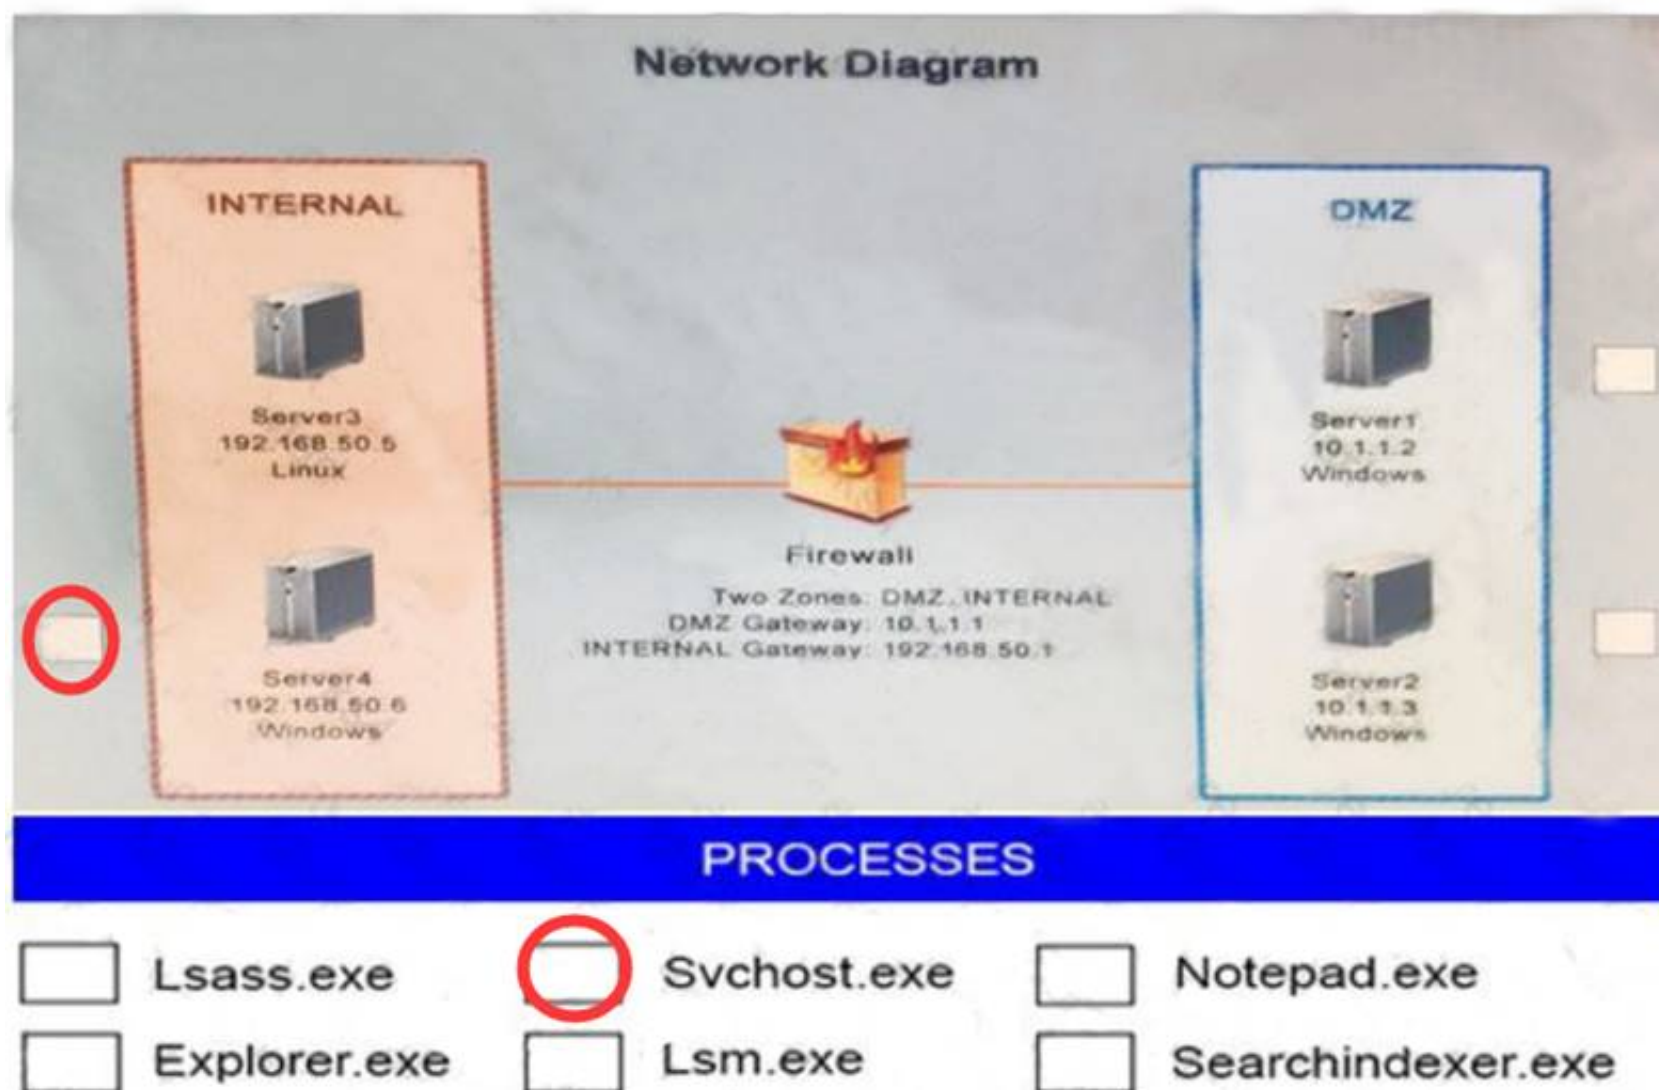 Network Diagram
INTERNAL
Server3
192.168.50.5
Linux
Server4
192.168.50.6
Windows
Firewall
Two Zones: DMZ, INTERNAL
DMZ Gateway: 10.1.1.1
INTERNAL Gateway: 192.168.50.1
DMZ
Server1
10.1.1.2
Windows
Server2
10.1.1.3
Windows
PROCESSES
Lsass.exe
Svchost.exe
Notepad.exe
Explorer.exe
Lsm.exe
Searchindexer.exe